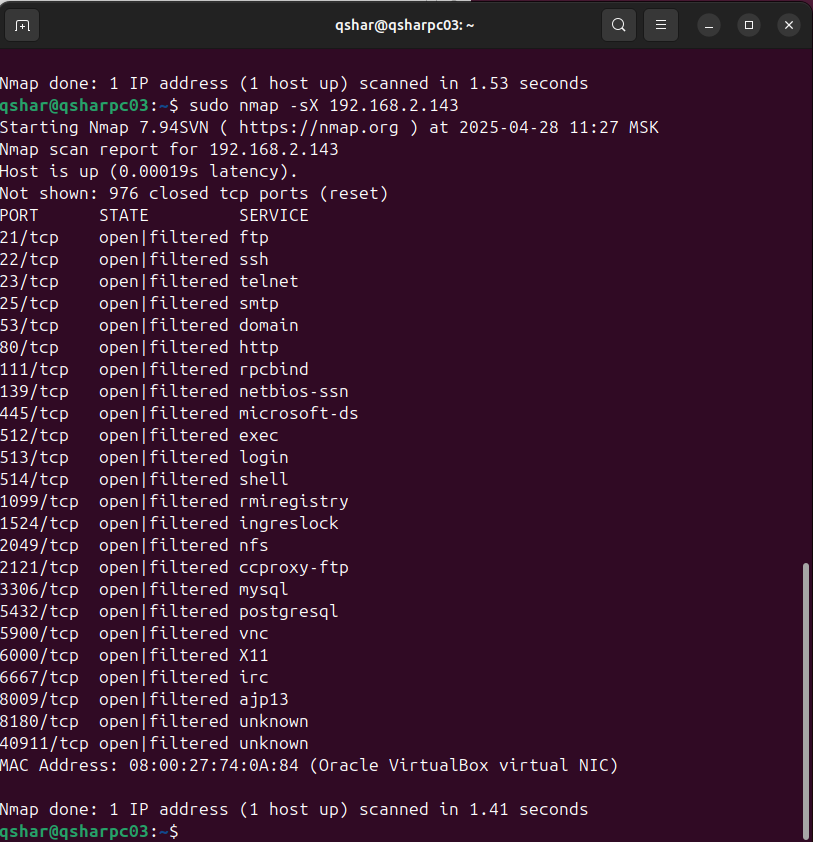 qshar@qsharpc03: ~
Nmap done: 1 IP address (1 host up) scanned in 1.53 seconds
qshar@qsharpc03:~$ sudo nmap -sX 192.168.2.143
Starting Nmap 7.94SVN ( https://nmap.org ) at 2025-04-28 11:27 MSK
Nmap scan report for 192.168.2.143
Host is up (0.00019s latency).
Not shown: 976 closed tcp ports (reset)
PORT      STATE         SERVICE
21/tcp    open|filtered ftp
22/tcp    open|filtered ssh
23/tcp    open|filtered telnet
25/tcp    open|filtered smtp
53/tcp    open|filtered domain
80/tcp    open|filtered http
111/tcp   open|filtered rpcbind
139/tcp   open|filtered netbios-ssn
445/tcp   open|filtered microsoft-ds
512/tcp   open|filtered exec
513/tcp   open|filtered login
514/tcp   open|filtered shell
1099/tcp  open|filtered rmiregistry
1524/tcp  open|filtered ingreslock
2049/tcp  open|filtered nfs
2121/tcp  open|filtered ccproxy-ftp
3306/tcp  open|filtered mysql
5432/tcp  open|filtered postgresql
5900/tcp  open|filtered vnc
6000/tcp  open|filtered X11
6667/tcp  open|filtered irc
8009/tcp  open|filtered ajp13
8180/tcp  open|filtered unknown
40911/tcp open|filtered unknown
MAC Address: 08:00:27:74:0A:84 (Oracle VirtualBox virtual NIC)
Nmap done: 1 IP address (1 host up) scanned in 1.41 seconds
qshar@qsharpc03:~$